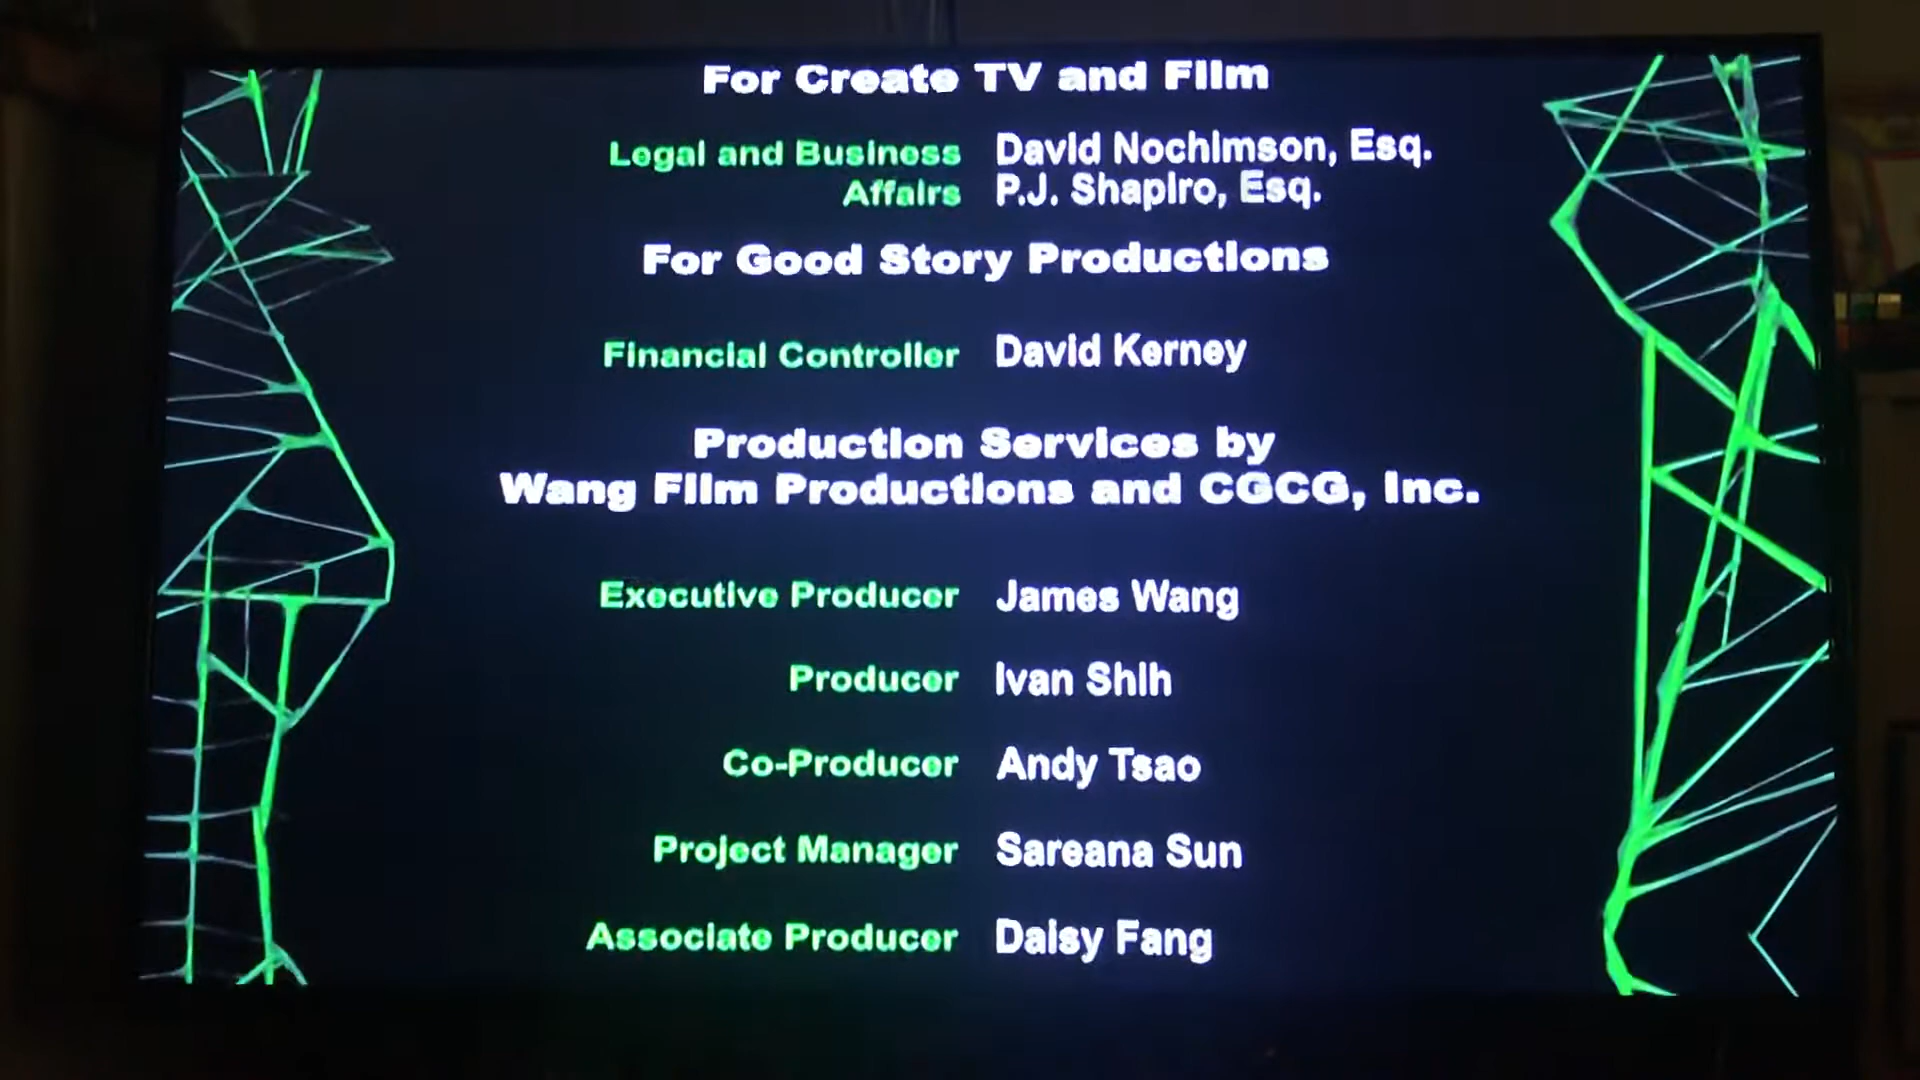 For Create TV and Film
Legal and Business Affairs
David Nochimson, Esq.
P.J. Shapiro, Esq.
For Good Story Productions
Financial Controller David Kerney
Production Services by
Wang Film Productions and CGCG, Inc.
Executive Producer James Wang
Producer Ivan Shih
Co-Producer Andy Tsao
Project Manager Sareana Sun
Associate Producer Daisy Fang